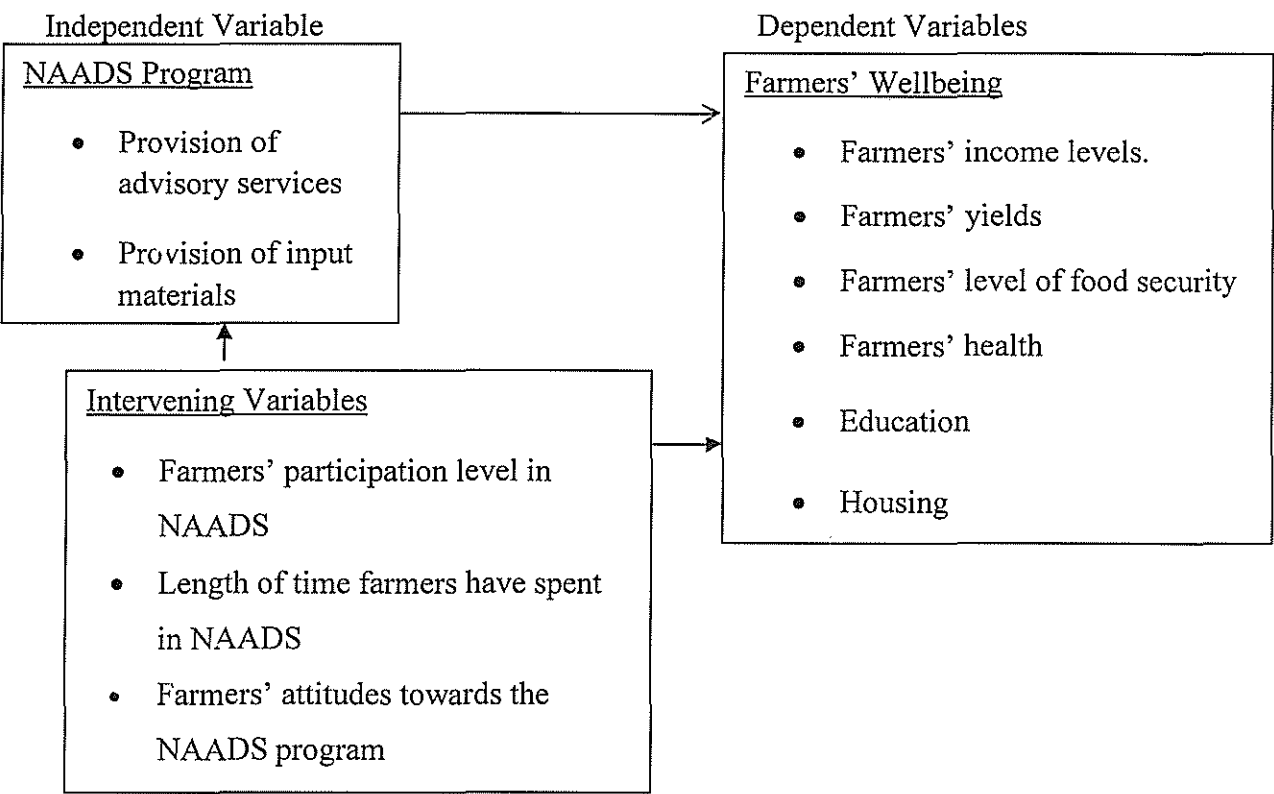 Independent Variable
NAADS Program
• Provision of
advisory services
• Provision of input
materials
Dependent Variables
Farmers' Wellbeing
• Farmers' income levels.
• Farmers' yields
• Farmers' level of food security
• Farmers' health
• Education
• Housing
Intervening Variables
• Farmers' participation level in
NAADS
• Length of time farmers have spent
in NAADS
• Farmers' attitudes towards the
NAADS program